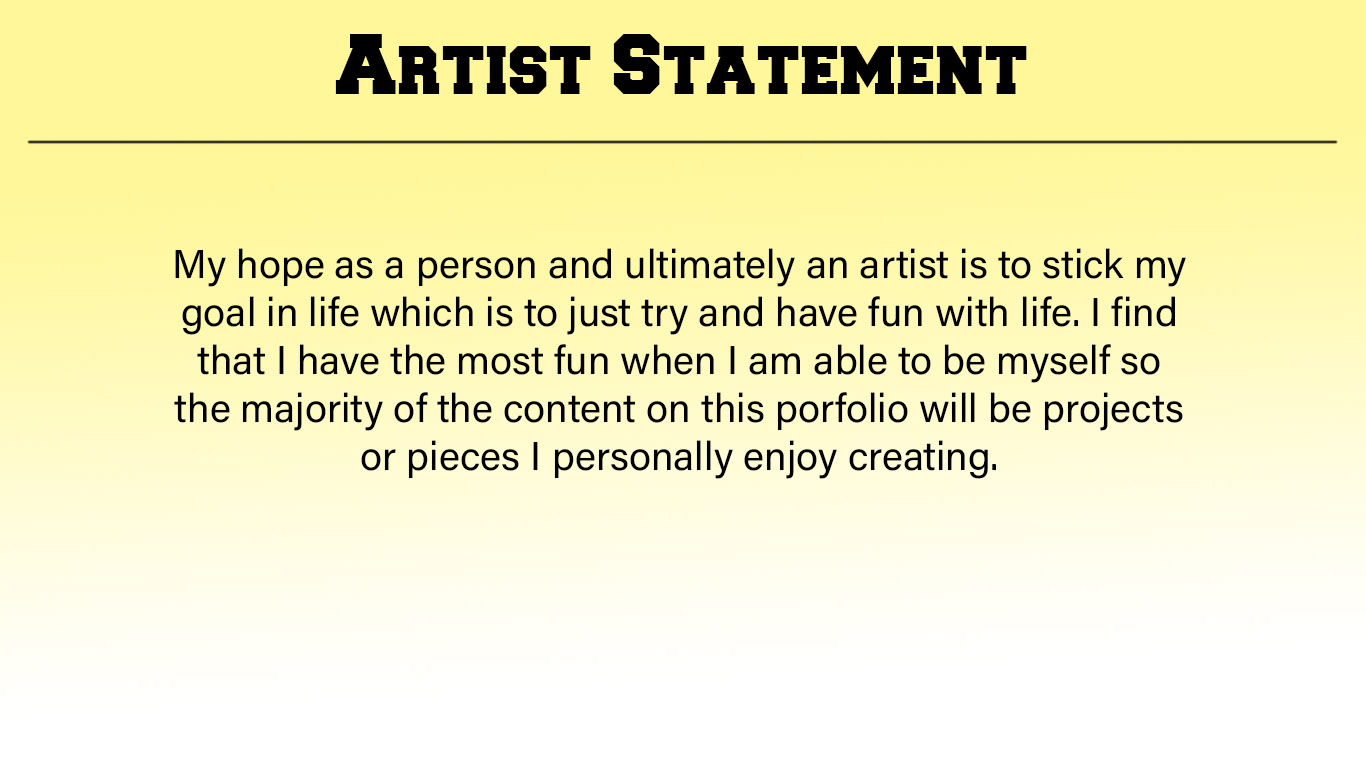 Artist Statement
My hope as a person and ultimately an artist is to stick my
goal in life which is to just try and have fun with life. I find
that I have the most fun when I am able to be myself so
the majority of the content on this porfolio will be projects
or pieces I personally enjoy creating.